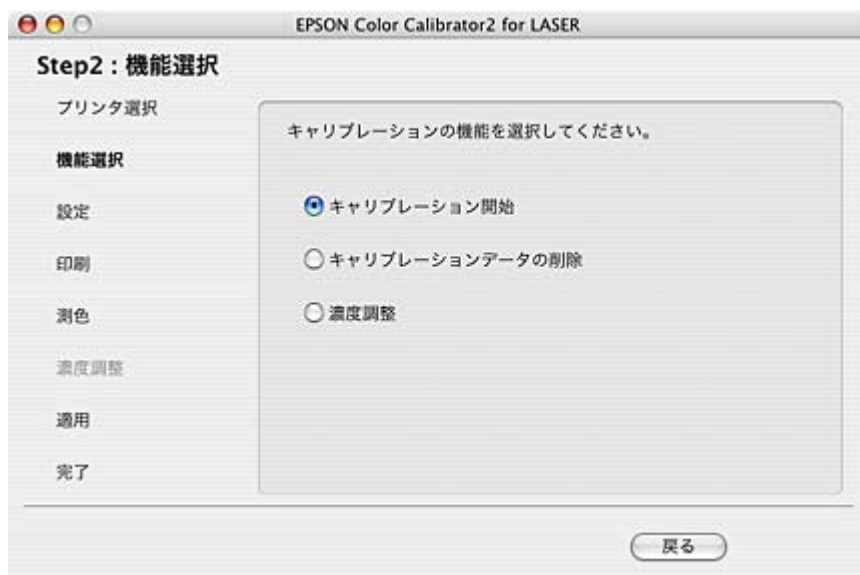 EPSON Color Calibrator2 for LASER
Step2：機能選択
プリンタ選択
機能選択
設定
印刷
測色
濃度調整
適用
完了
キャリブレーションの機能を選択してください。
キャリブレーション開始
キャリブレーションデータの削除
濃度調整
戻る